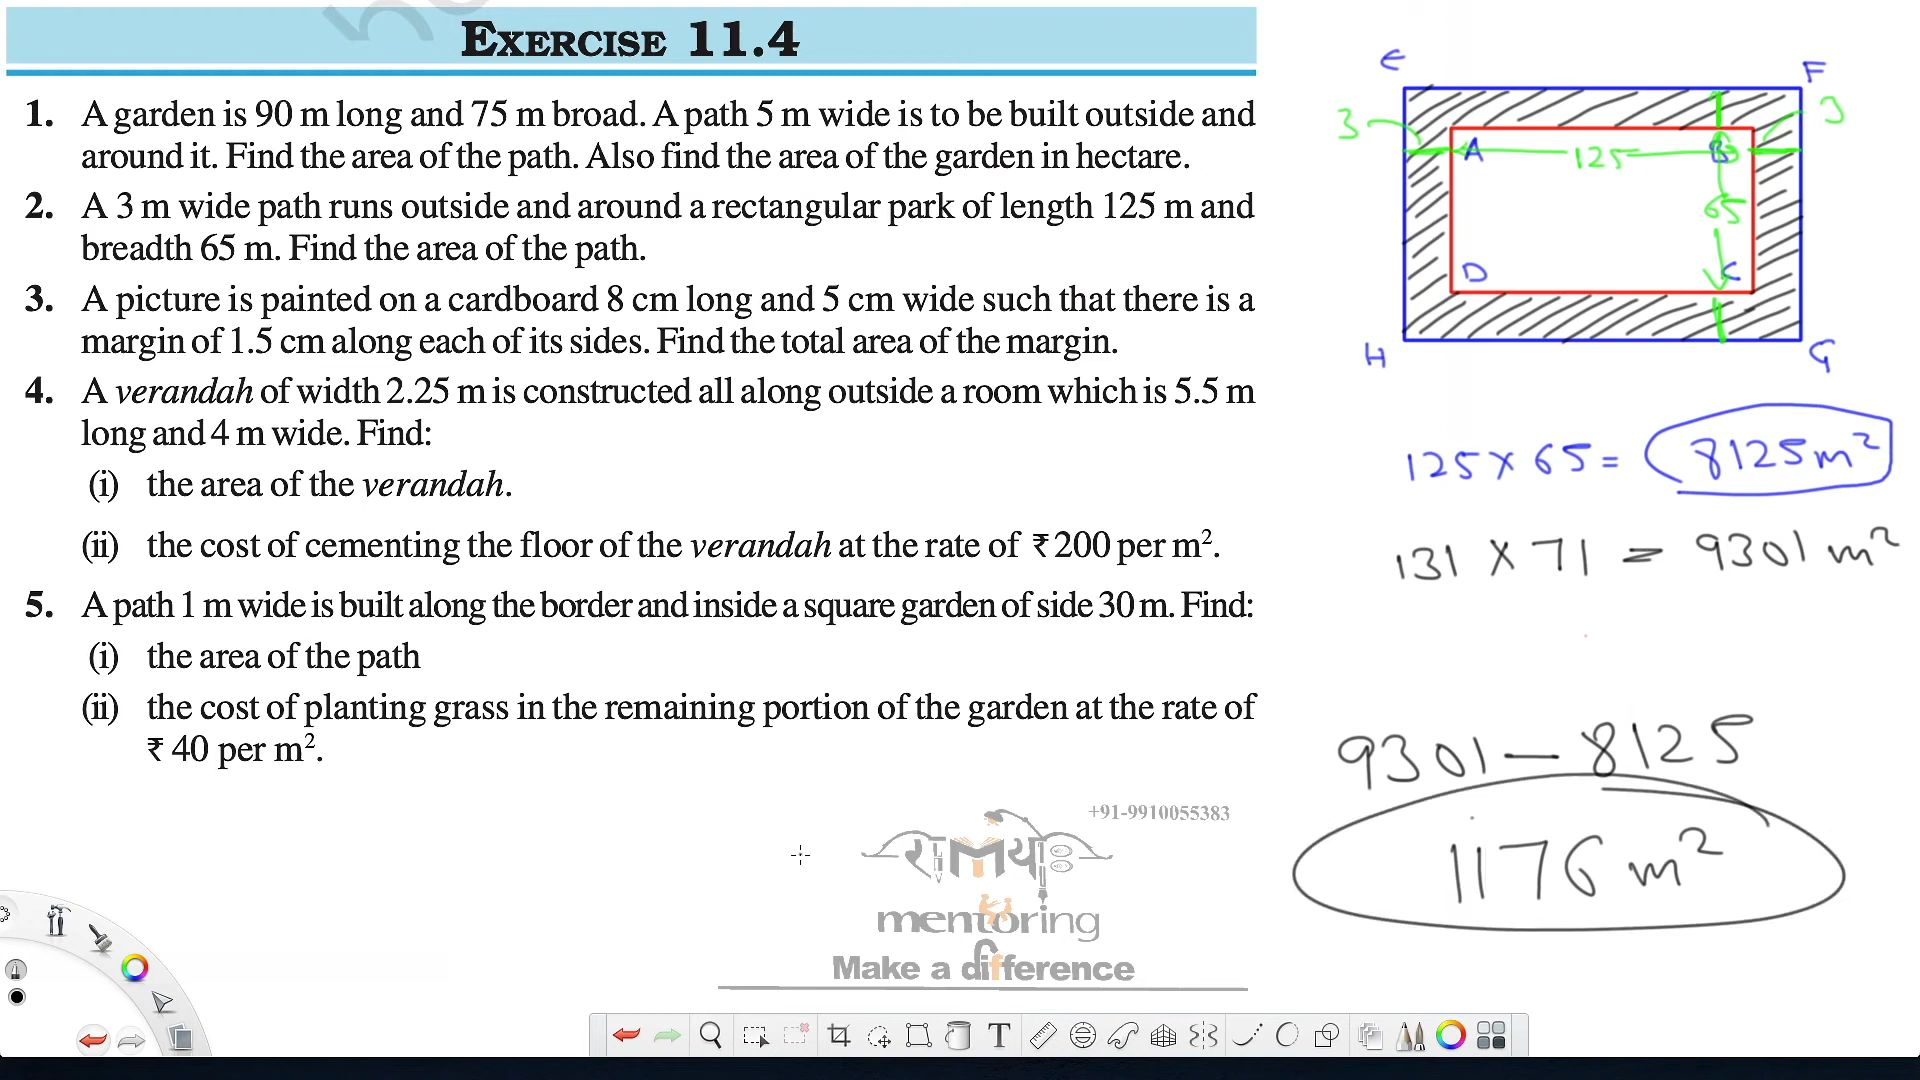 EXERCISE 11.4
1. A garden is 90 m long and 75 m broad. A path 5 m wide is to be built outside and
around it. Find the area of the path. Also find the area of the garden in hectare.
2. A 3 m wide path runs outside and around a rectangular park of length 125 m and
breadth 65 m. Find the area of the path.
3. A picture is painted on a cardboard 8 cm long and 5 cm wide such that there is a
margin of 1.5 cm along each of its sides. Find the total area of the margin.
4. A verandah of width 2.25 m is constructed all along outside a room which is 5.5 m
long and 4 m wide. Find:
(i) the area of the verandah.
(ii) the cost of cementing the floor of the verandah at the rate of ₹ 200 per m².
5. A path 1 m wide is built along the border and inside a square garden of side 30 m. Find:
(i) the area of the path
(ii) the cost of planting grass in the remaining portion of the garden at the rate of
₹ 40 per m².
E F
3 3
A 125 B
65
D C
H G
125 × 65 = 8125 m²
131 × 71 = 9301 m²
9301 — 8125
1176 m²
+91-9910055383
mentoring
Make a difference
T